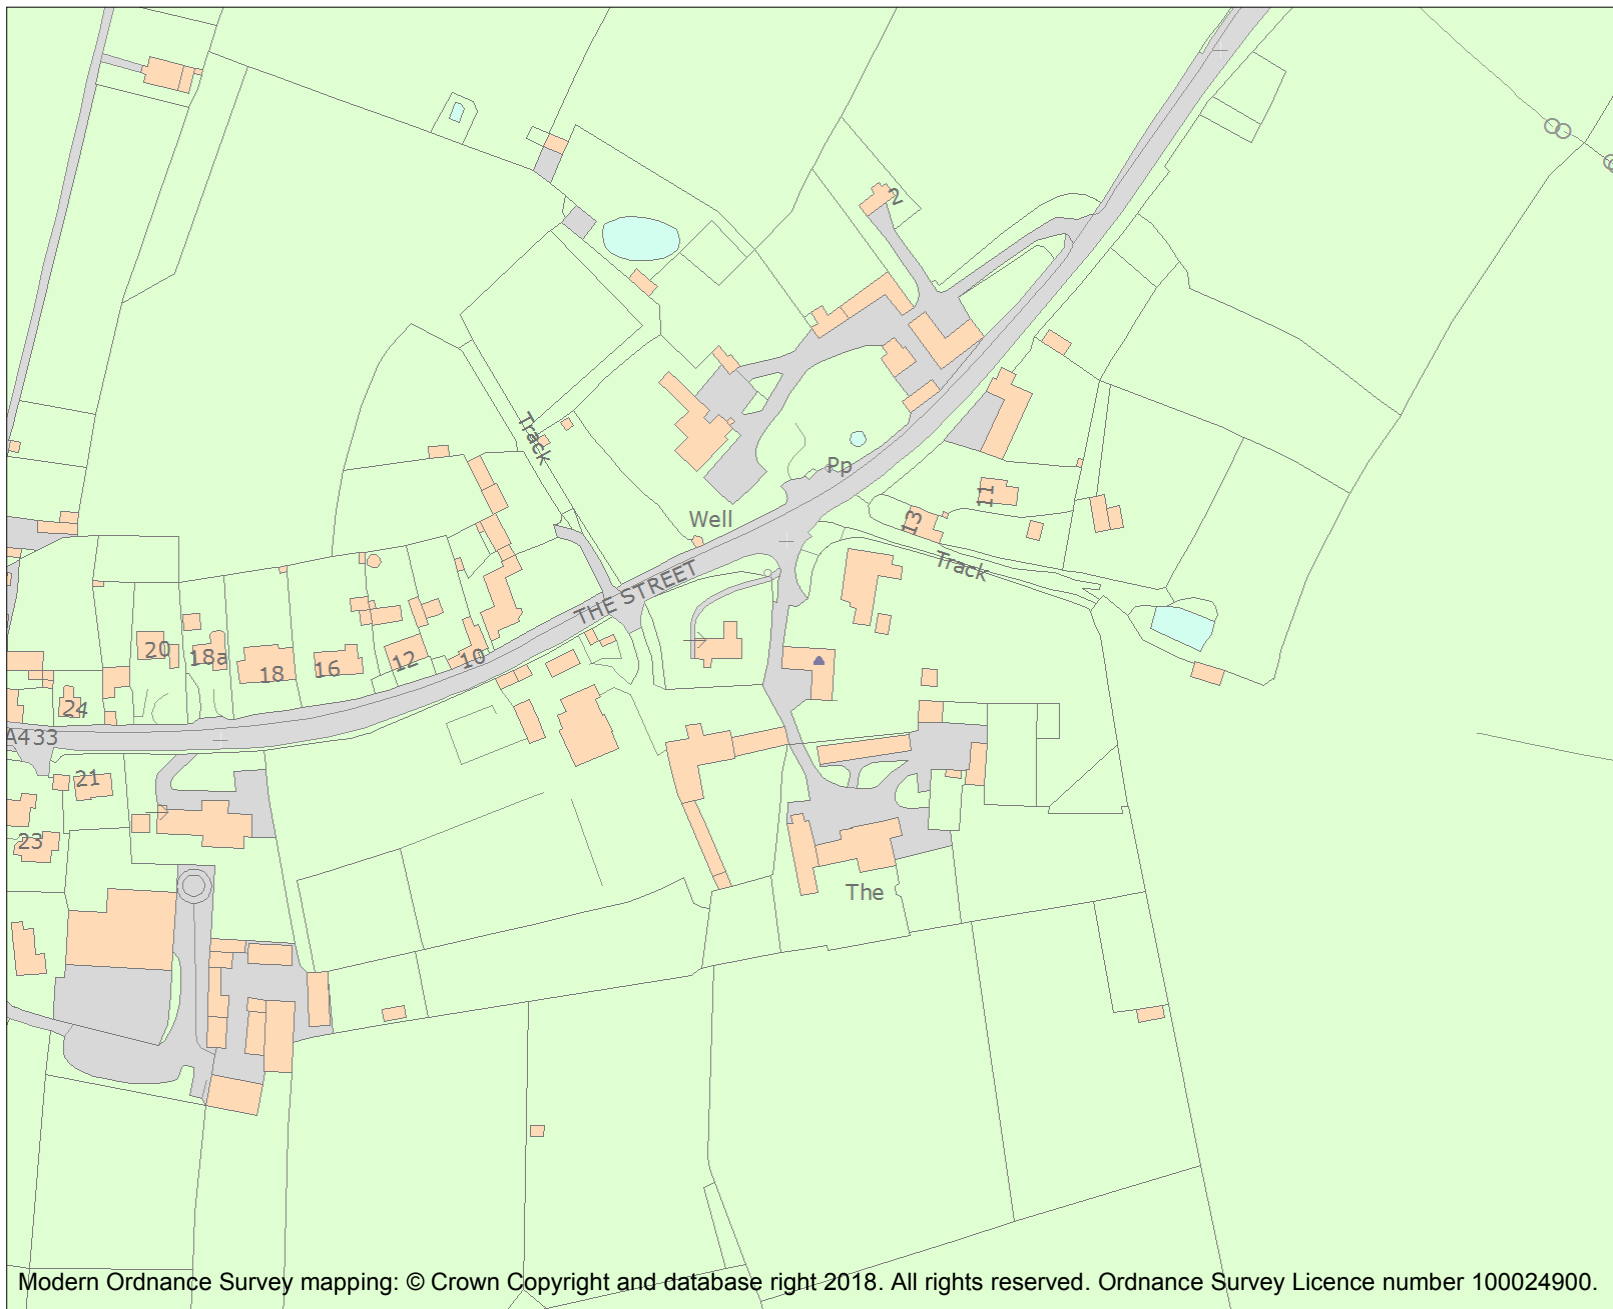 2
Track
Pp
11
Well
13
Track
THE STREET
20
18a
18
16
12
10
24
A433
21
23
The
Modern Ordnance Survey mapping: © Crown Copyright and database right 2018. All rights reserved. Ordnance Survey Licence number 100024900.